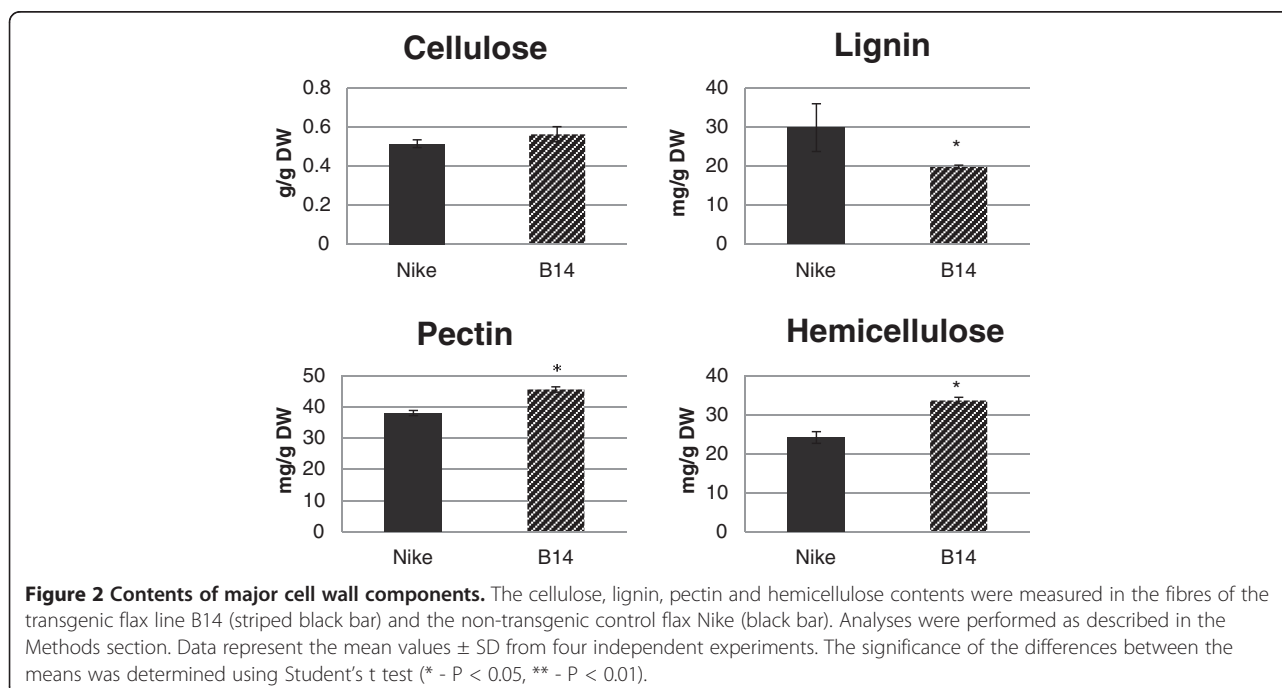 Cellulose
g/g DW
0.8
0.6
0.4
0.2
0
Nike
B14
Lignin
mg/g DW
40
30
20
10
0
*
Nike
B14
Pectin
mg/g DW
50
40
30
20
10
0
*
Nike
B14
Hemicellulose
mg/g DW
40
30
20
10
0
*
Nike
B14
Figure 2 Contents of major cell wall components. The cellulose, lignin, pectin and hemicellulose contents were measured in the fibres of the
transgenic flax line B14 (striped black bar) and the non-transgenic control flax Nike (black bar). Analyses were performed as described in the
Methods section. Data represent the mean values ± SD from four independent experiments. The significance of the differences between the
means was determined using Student's t test (* - P < 0.05, ** - P < 0.01).